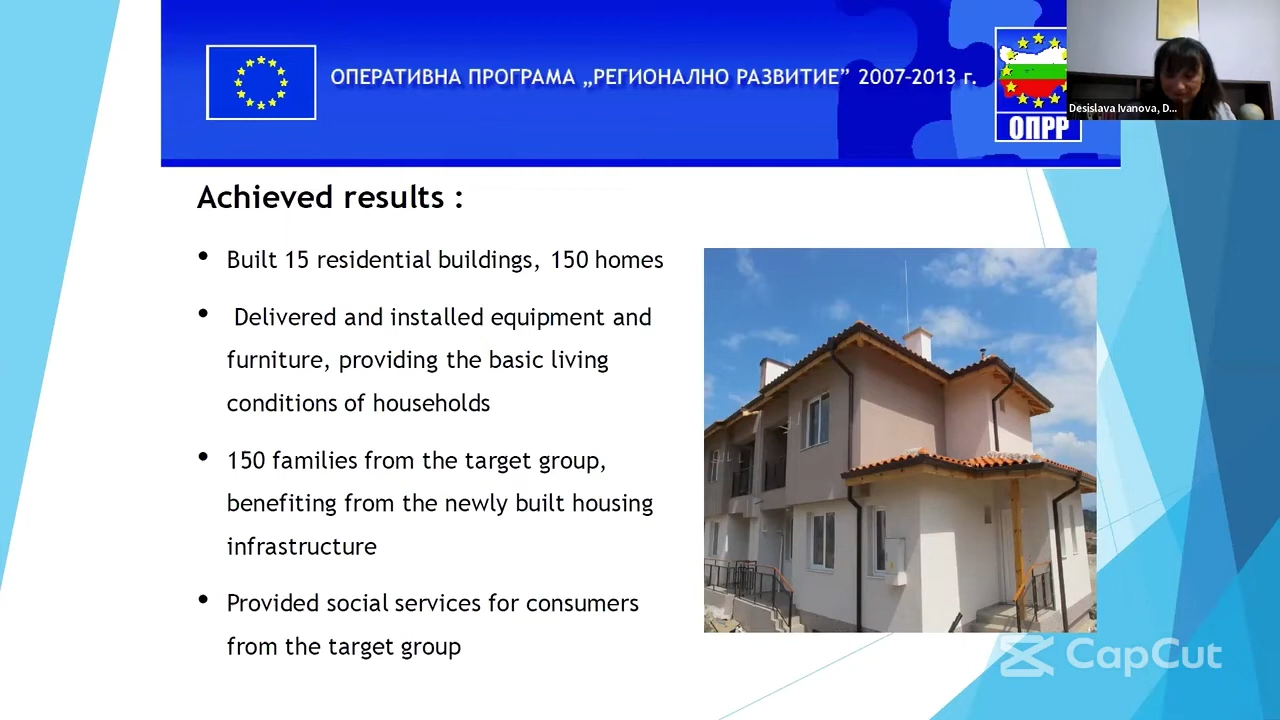 ОПЕРАТИВНА ПРОГРАМА „РЕГИОНАЛНО РАЗВИТИЕ” 2007-2013 г.
ОПРР
Desislava Ivanova, D...
Achieved results :
• Built 15 residential buildings, 150 homes
• Delivered and installed equipment and
furniture, providing the basic living
conditions of households
• 150 families from the target group,
benefiting from the newly built housing
infrastructure
• Provided social services for consumers
from the target group
CapCut